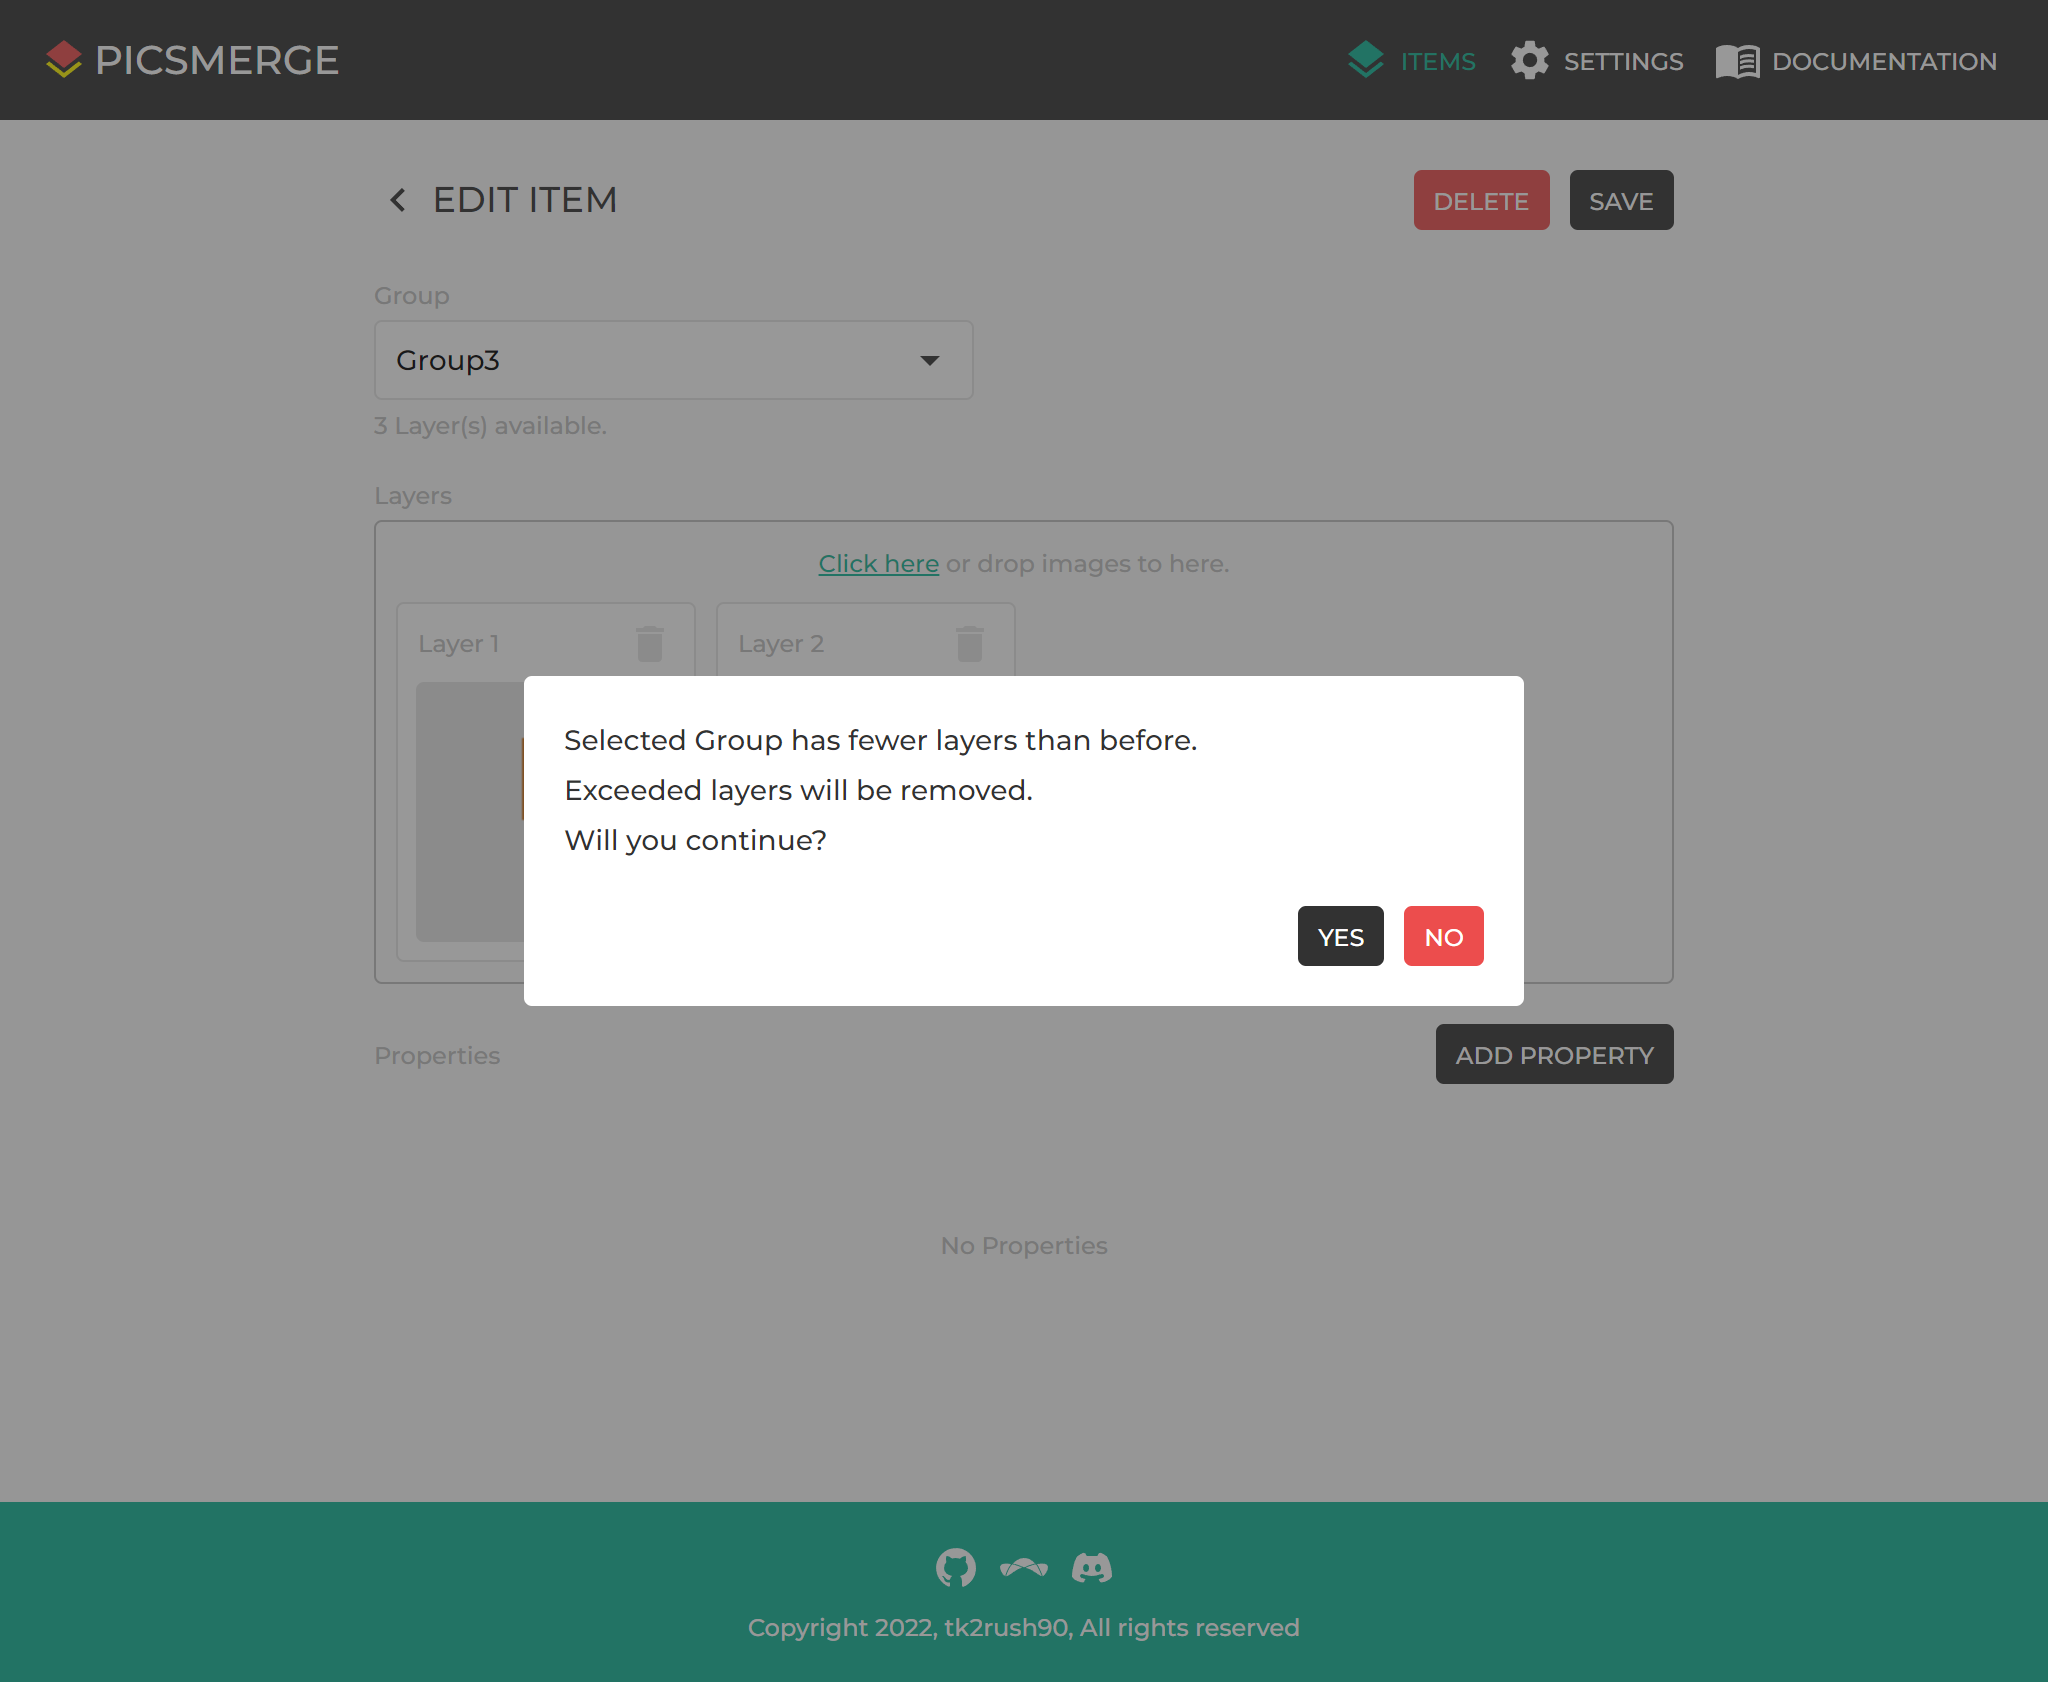 PICSMERGE
ITEMS
SETTINGS
DOCUMENTATION
EDIT ITEM
DELETE
SAVE
Group
Group3
3 Layer(s) available.
Layers
Click here or drop images to here.
Layer 1
Layer 2
Selected Group has fewer layers than before.
Exceeded layers will be removed.
Will you continue?
YES
NO
Properties
ADD PROPERTY
No Properties
Copyright 2022, tk2rush90, All rights reserved